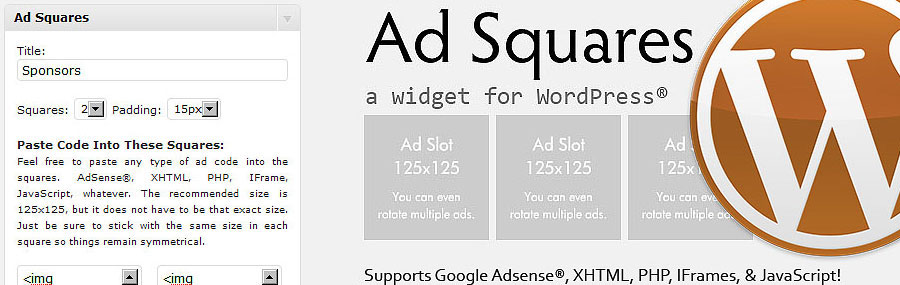 Ad Squares
Title:
Sponsors
Squares: 2 Padding: 15px
Paste Code Into These Squares:
Feel free to paste any type of ad code into the
squares. AdSense®, XHTML, PHP, IFrame,
JavaScript, whatever. The recommended size is
125x125, but it does not have to be that exact size.
Just be sure to stick with the same size in each
square so things remain symmetrical.
<img <img
Ad Squares
a widget for WordPress®
Ad Slot
125x125
You can even
rotate multiple ads.
Ad Slot
125x125
You can even
rotate multiple ads.
Ad S
125x
You can
rotate multip
W
Supports Google Adsense®, XHTML, PHP, IFrames, & JavaScript!